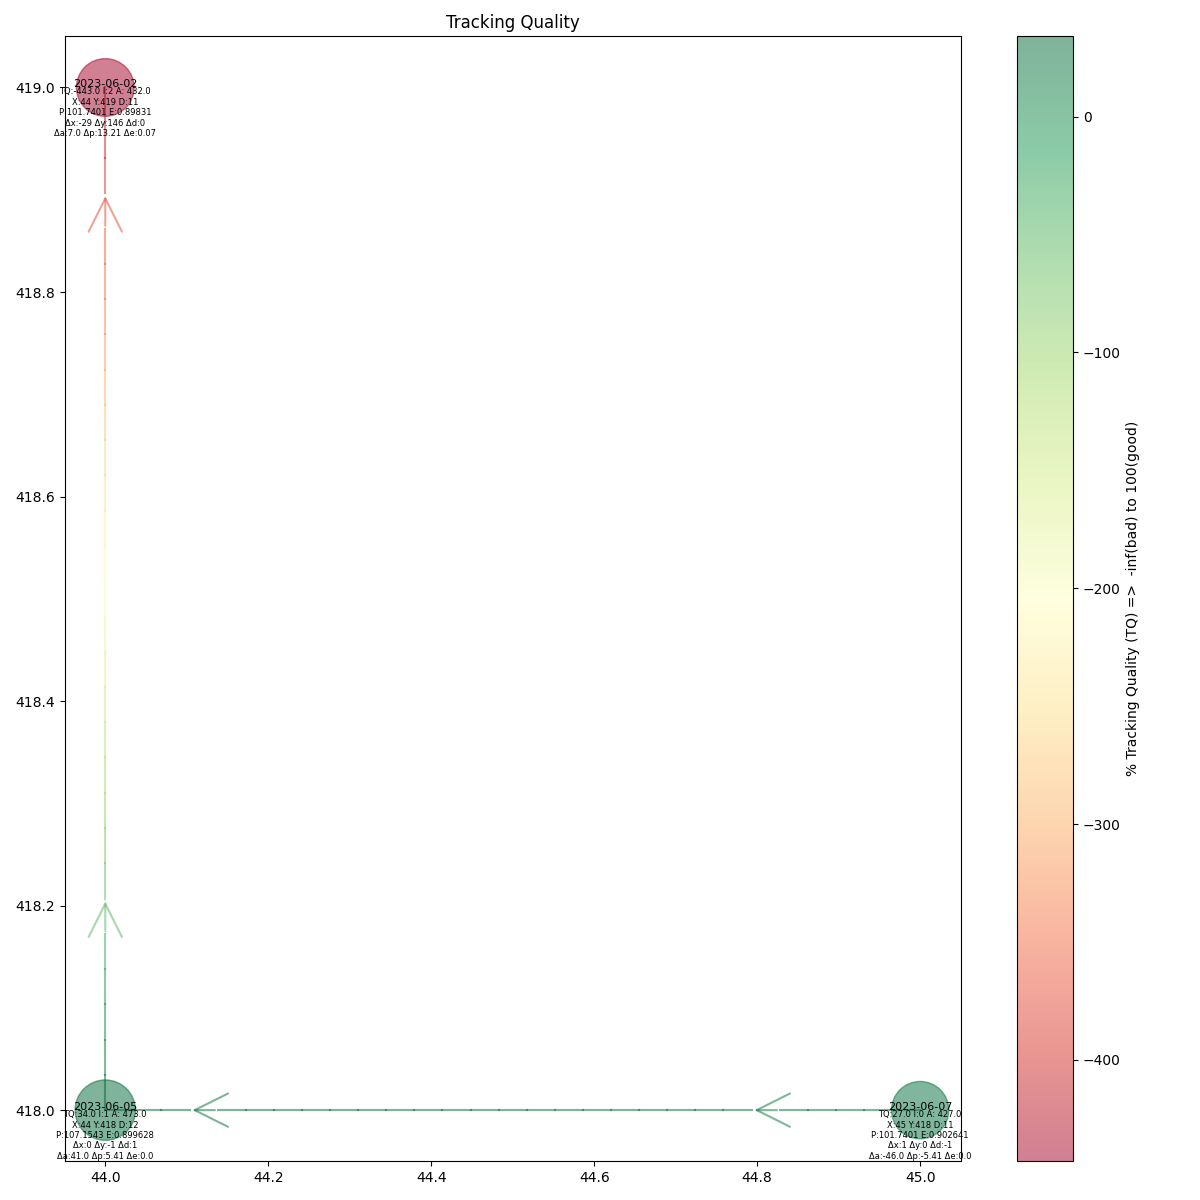 Tracking Quality
2023-06-02
TQ:-443.0 I:2 A: 432.0
X:44 Y:419 D:11
P:101.7401 E:0.89831
Δx:-29 Δy:146 Δd:0
Δa:7.0 Δp:13.21 Δe:0.07
419.0
418.8
418.6
418.4
418.2
418.0
2023-06-05
TQ:34.0 I:1 A: 473.0
X:44 Y:418 D:12
P:107.1543 E:0.899628
Δx:0 Δy:-1 Δd:1
Δa:41.0 Δp:5.41 Δe:0.0
2023-06-07
TQ:27.0 I:0 A: 427.0
X:45 Y:418 D:11
P:101.7401 E:0.902641
Δx:1 Δy:0 Δd:-1
Δa:-46.0 Δp:-5.41 Δe:0.0
44.0
44.2
44.4
44.6
44.8
45.0
0
−100
−200
−300
−400
% Tracking Quality (TQ) => -inf(bad) to 100(good)